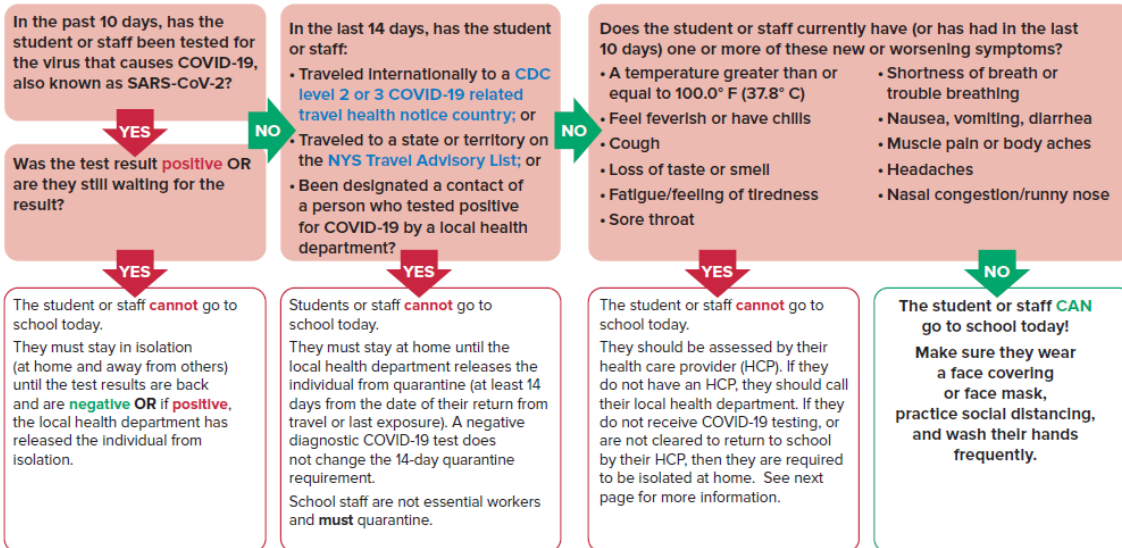 In the past 10 days, has the
student or staff been tested for
the virus that causes COVID-19,
also known as SARS-CoV-2?
YES
NO
Was the test result positive OR
are they still waiting for the
result?
YES
The student or staff cannot go to
school today.
They must stay in isolation
(at home and away from others)
until the test results are back
and are negative OR if positive,
the local health department has
released the individual from
isolation.
In the last 14 days, has the student
or staff:
• Traveled internationally to a CDC
level 2 or 3 COVID-19 related
travel health notice country; or
• Traveled to a state or territory on
the NYS Travel Advisory List; or
• Been designated a contact of
a person who tested positive
for COVID-19 by a local health
department?
NO
YES
Students or staff cannot go to
school today.
They must stay at home until the
local health department releases the
individual from quarantine (at least 14
days from the date of their return from
travel or last exposure). A negative
diagnostic COVID-19 test does
not change the 14-day quarantine
requirement.
School staff are not essential workers
and must quarantine.
Does the student or staff currently have (or has had in the last
10 days) one or more of these new or worsening symptoms?
• A temperature greater than or
equal to 100.0° F (37.8° C)
• Feel feverish or have chills
• Cough
• Loss of taste or smell
• Fatigue/feeling of tiredness
• Sore throat
• Shortness of breath or
trouble breathing
• Nausea, vomiting, diarrhea
• Muscle pain or body aches
• Headaches
• Nasal congestion/runny nose
YES
The student or staff cannot go to
school today.
They should be assessed by their
health care provider (HCP). If they
do not have an HCP, they should call
their local health department. If they
do not receive COVID-19 testing, or
are not cleared to return to school
by their HCP, then they are required
to be isolated at home. See next
page for more information.
NO
The student or staff CAN
go to school today!
Make sure they wear
a face covering
or face mask,
practice social distancing,
and wash their hands
frequently.